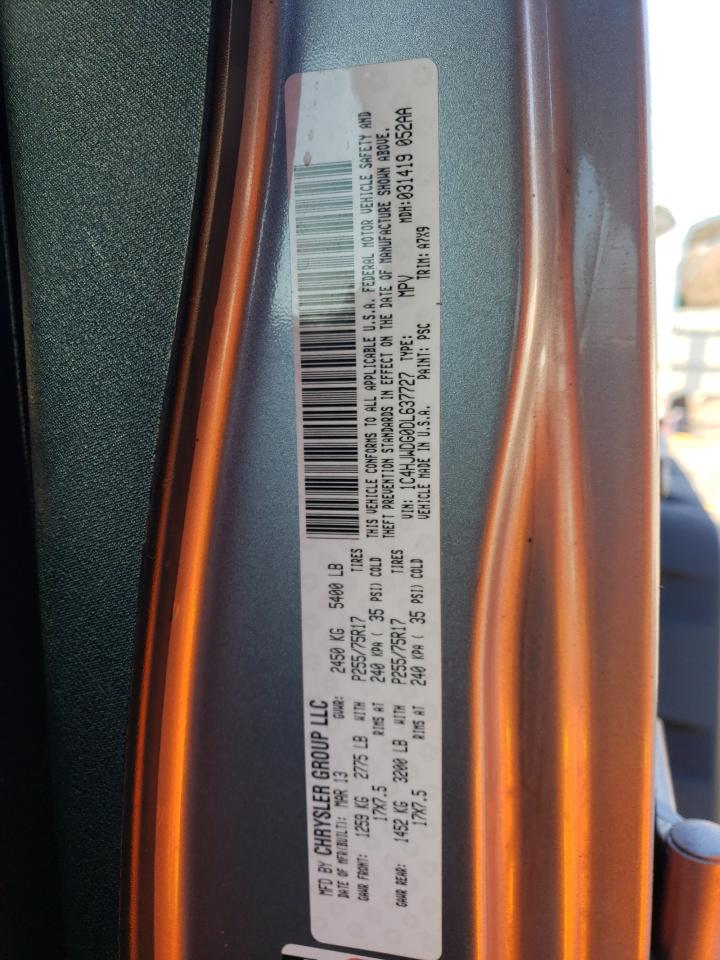 MFD BY CHRYSLER GROUP LLC
DATE OF MFR(BUILT): MAR 13 GVWR: 2450 KG 5400 LB
GAWR FRONT: 1259 KG 2775 LB WITH P255/75R17 TIRES
17X7.5 RIMS AT 240 KPA ( 35 PSI) COLD
GAWR REAR: 1452 KG 3200 LB WITH P255/75R17 TIRES
17X7.5 RIMS AT 240 KPA ( 35 PSI) COLD
THIS VEHICLE CONFORMS TO ALL APPLICABLE U.S.A. FEDERAL MOTOR VEHICLE SAFETY AND
THEFT PREVENTION STANDARDS IN EFFECT ON THE DATE OF MANUFACTURE SHOWN ABOVE.
VIN: 1C4HJWDG0DL637727 TYPE: MPV MDH:031419 052AA
VEHICLE MADE IN U.S.A. PAINT: PSC TRIM: A7X9